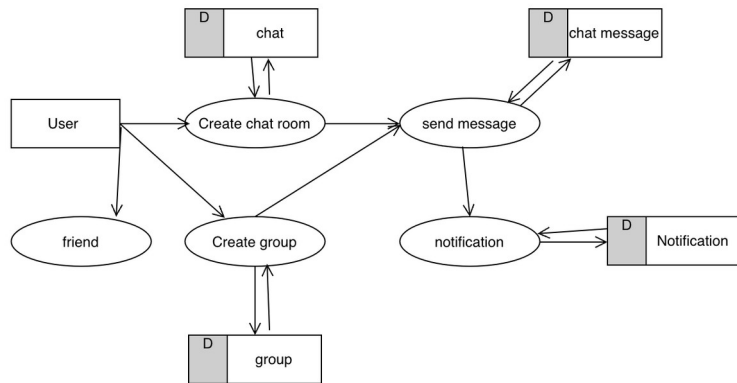 D
chat
D
chat message
User
Create chat room
send message
friend
Create group
notification
D
Notification
D
group